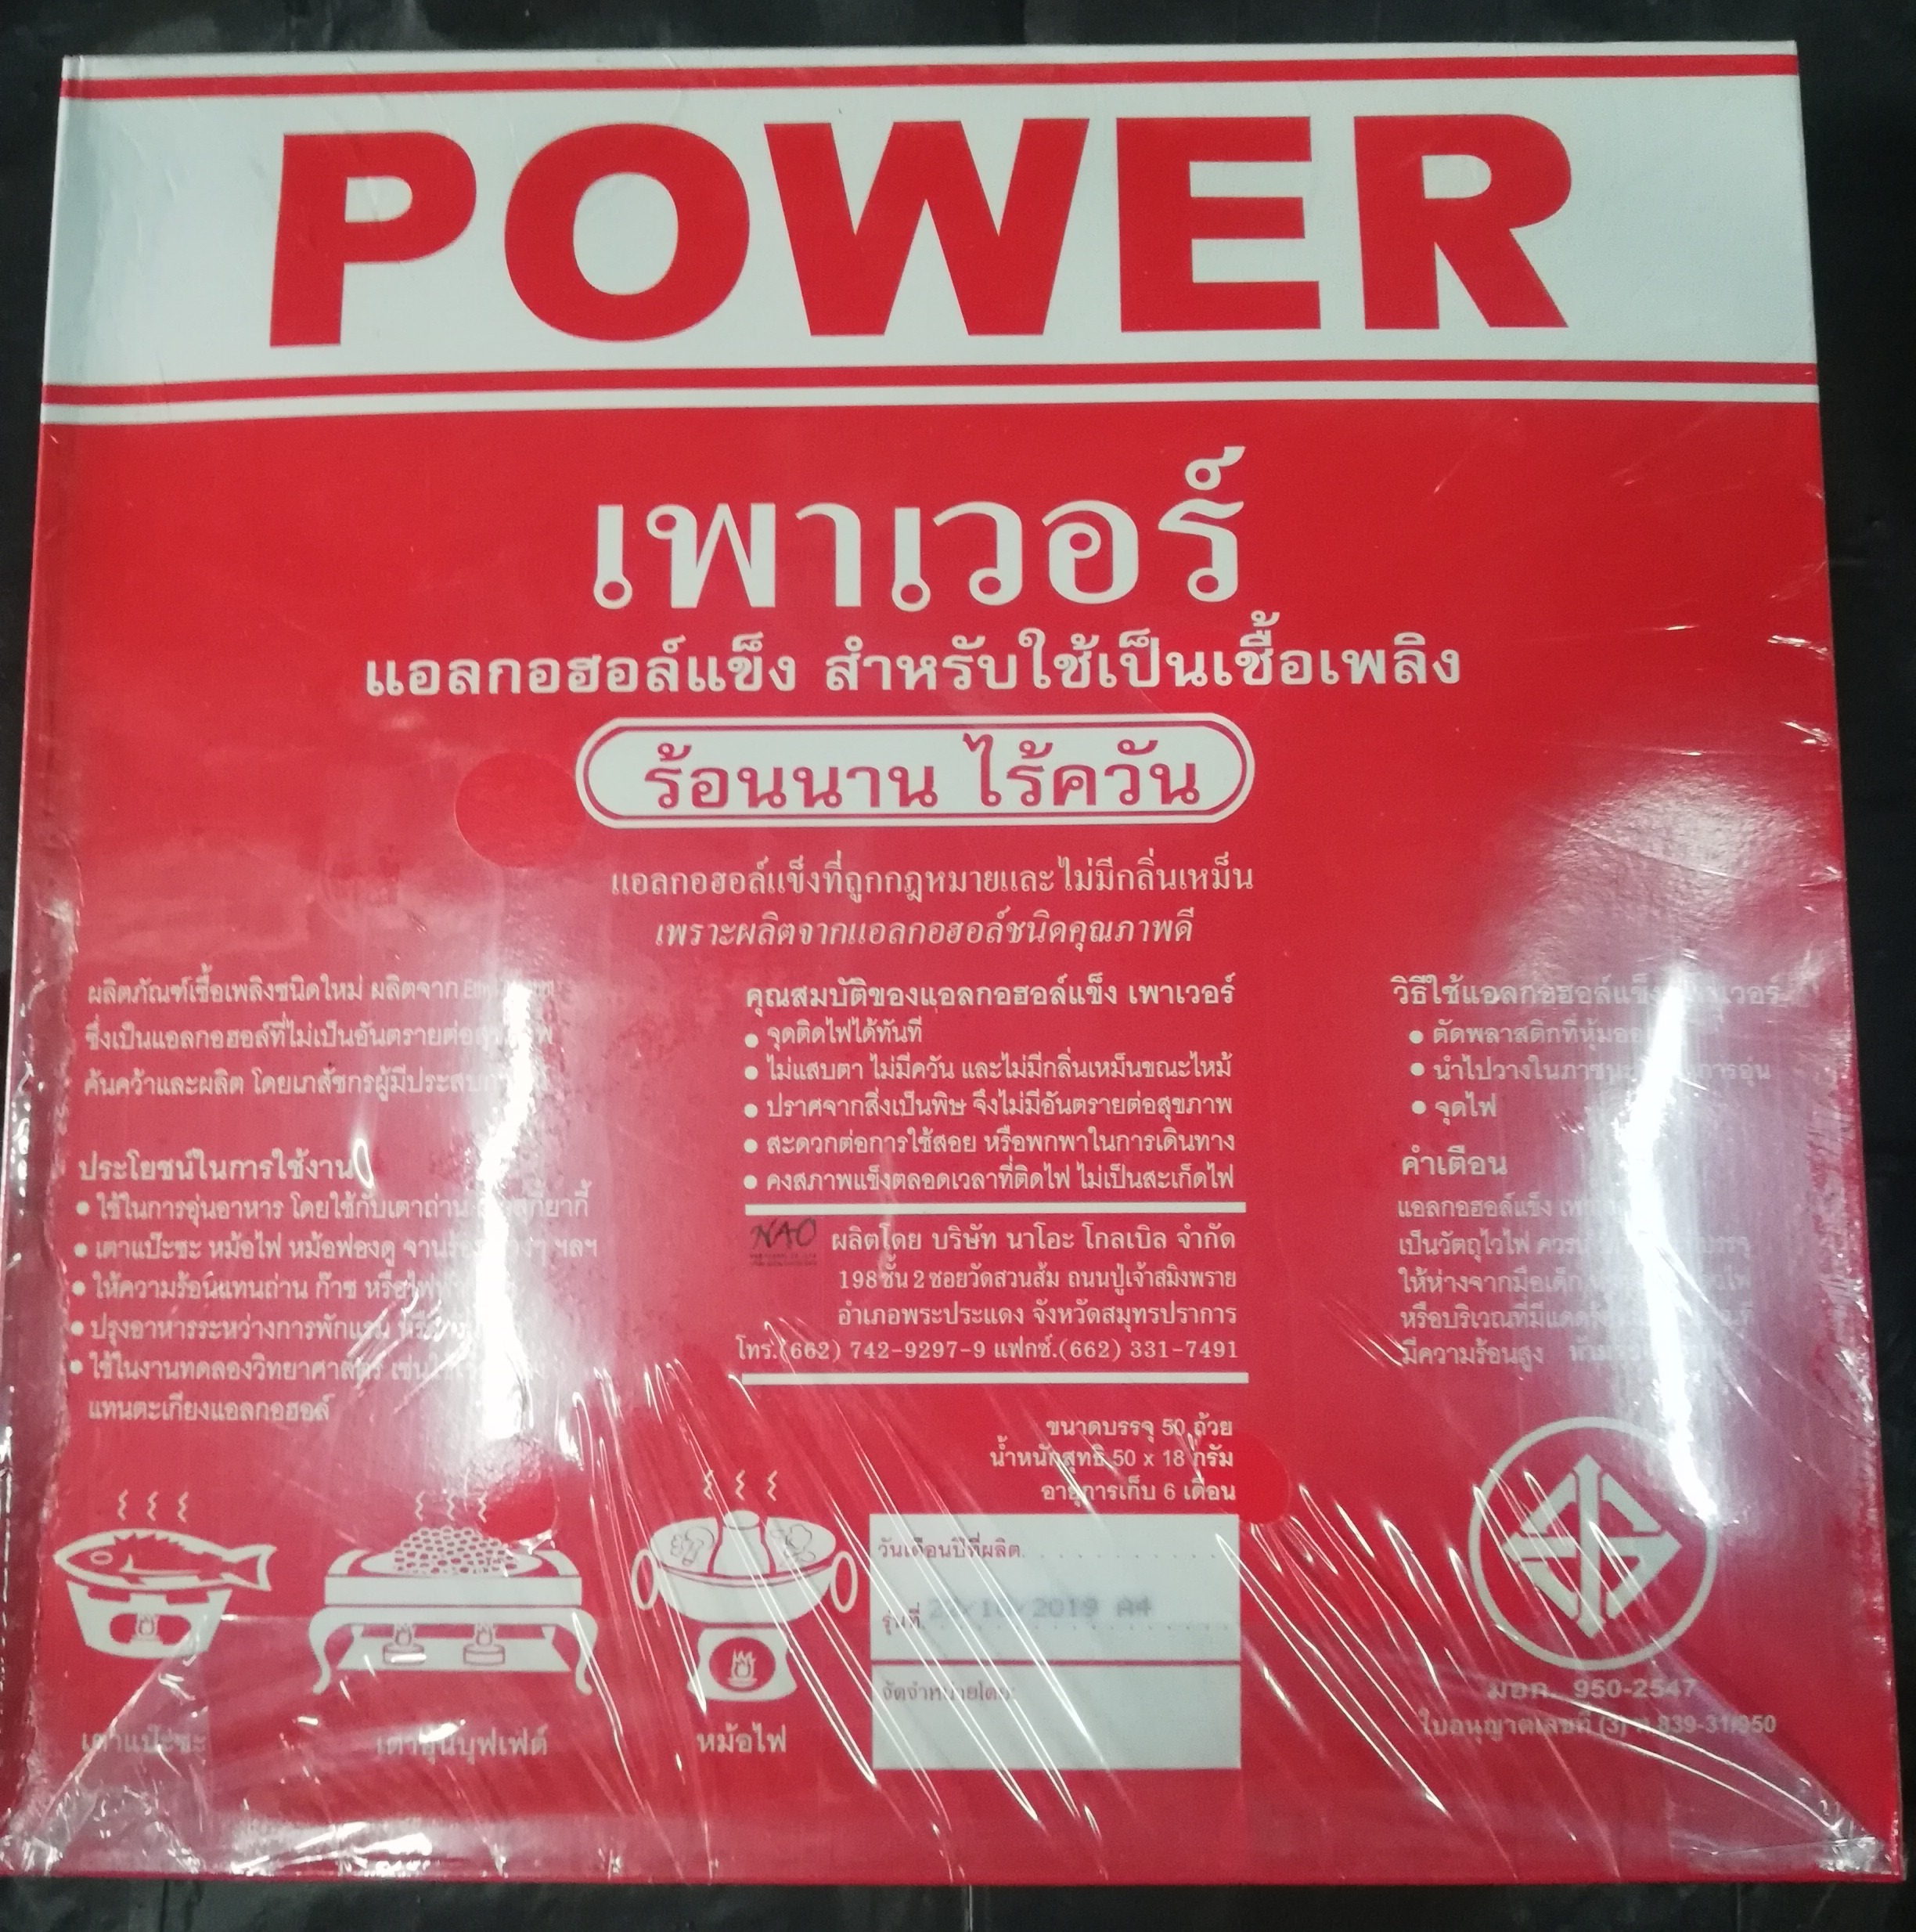 POWER
เพาเวอร์
แอลกอฮอล์แข็ง สำหรับใช้เป็นเชื้อเพลิง
ร้อนนาน ไร้ควัน
แอลกอฮอล์แข็งที่ถูกกฎหมายและไม่มีกลิ่นเหม็น
เพราะผลิตจากแอลกอฮอล์ชนิดคุณภาพดี
ผลิตภัณฑ์เชื้อเพลิงชนิดใหม่ ผลิตจาก
ซึ่งเป็นแอลกอฮอล์ที่ไม่เป็นอันตรายต่อ
ค้นคว้าและผลิต โดยเภสัชกรผู้มี
ประโยชน์ในการใช้งาน
• ใช้ในการอุ่นอาหาร โดยใช้กับเตาถ่าน
• เตาแป๊ะซะ หม้อไฟ หม้อฟองดู ฯลฯ
• ให้ความร้อนแทนถ่าน ก๊าซ
• ปรุงอาหารระหว่างการพักแรม
• ใช้ในงานทดลองวิทยาศาสตร์ เช่น
แทนตะเกียงแอลกอฮอล์
คุณสมบัติของแอลกอฮอล์แข็ง เพาเวอร์
• จุดติดไฟได้ทันที
• ไม่แสบตา ไม่มีควัน และไม่มีกลิ่นเหม็นขณะไหม้
• ปราศจากสิ่งเป็นพิษ จึงไม่มีอันตรายต่อสุขภาพ
• สะดวกต่อการใช้สอย หรือพกพาในการเดินทาง
• คงสภาพแข็งตลอดเวลาที่ติดไฟ ไม่เป็นสะเก็ดไฟ
NAO ผลิตโดย บริษัท นาโอะ โกลเบิล จำกัด
198 ชั้น 2 ซอยวัดสวนส้ม ถนนปู่เจ้าสมิงพราย
อำเภอพระประแดง จังหวัดสมุทรปราการ
โทร.(662) 742-9297-9 แฟกซ์.(662) 331-7491
ขนาดบรรจุ 50 ถ้วย
น้ำหนักสุทธิ 50 x 18 กรัม
อายุการเก็บ 6 เดือน
วันเดือนปีที่ผลิต
รุ่นที่ /2019 A4
จัดจำหน่ายโดย:
วิธีใช้แอลกอฮอล์แข็ง เพาเวอร์
• ตัดพลาสติกที่หุ้ม
• นำไปวางในภาชนะ
• จุดไฟ
คำเตือน
แอลกอฮอล์แข็ง
เป็นวัตถุไวไฟ
ให้ห่างจากมือเด็ก
หรือบริเวณที่มี
มีความร้อนสูง
มอก. 950-2547
ใบอนุญาตเลขที่ (3)
เตาแป๊ะซะ
เตาอุ่นบุฟเฟต์
หม้อไฟ